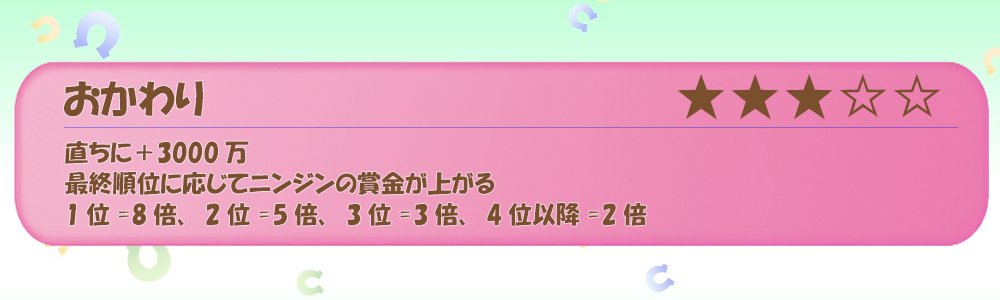 おかわり ★★★☆☆
直ちに＋3000万
最終順位に応じてニンジンの賞金が上がる
1位=8倍、2位=5倍、3位=3倍、4位以降=2倍